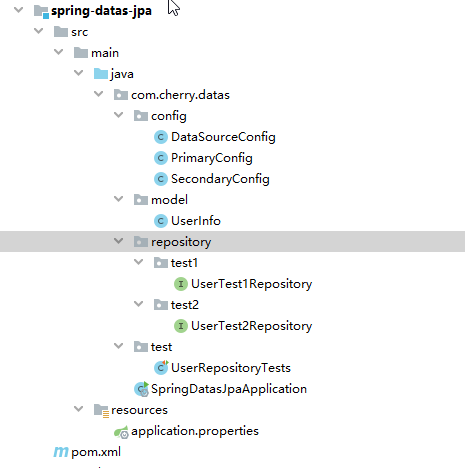 spring-datas-jpa
src
main
java
com.cherry.datas
config
DataSourceConfig
PrimaryConfig
SecondaryConfig
model
UserInfo
repository
test1
UserTest1Repository
test2
UserTest2Repository
test
UserRepositoryTests
SpringDatasJpaApplication
resources
application.properties
pom.xml